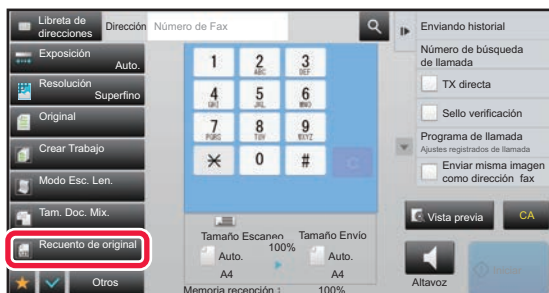 Libreta de
direcciones
Dirección
Número de Fax
Exposición
Auto.
Resolución
Superfino
Original
Crear Trabajo
Modo Esc. Len.
Tam. Doc. Mix.
Recuento de original
Otros
1
2
ABC
3
DEF
4
GHI
5
JKL
6
MNO
7
PQRS
8
TUV
9
WXYZ
0
#
C
Tamaño Escaneo
Tamaño Envío
100%
Auto.
Auto.
A4
A4
Memoria recepción :
100%
Enviando historial
Número de búsqueda
de llamada
TX directa
Sello verificación
Programa de llamada
Ajustes registrados de llamada
Enviar misma imagen
como dirección fax
Vista previa
CA
Altavoz